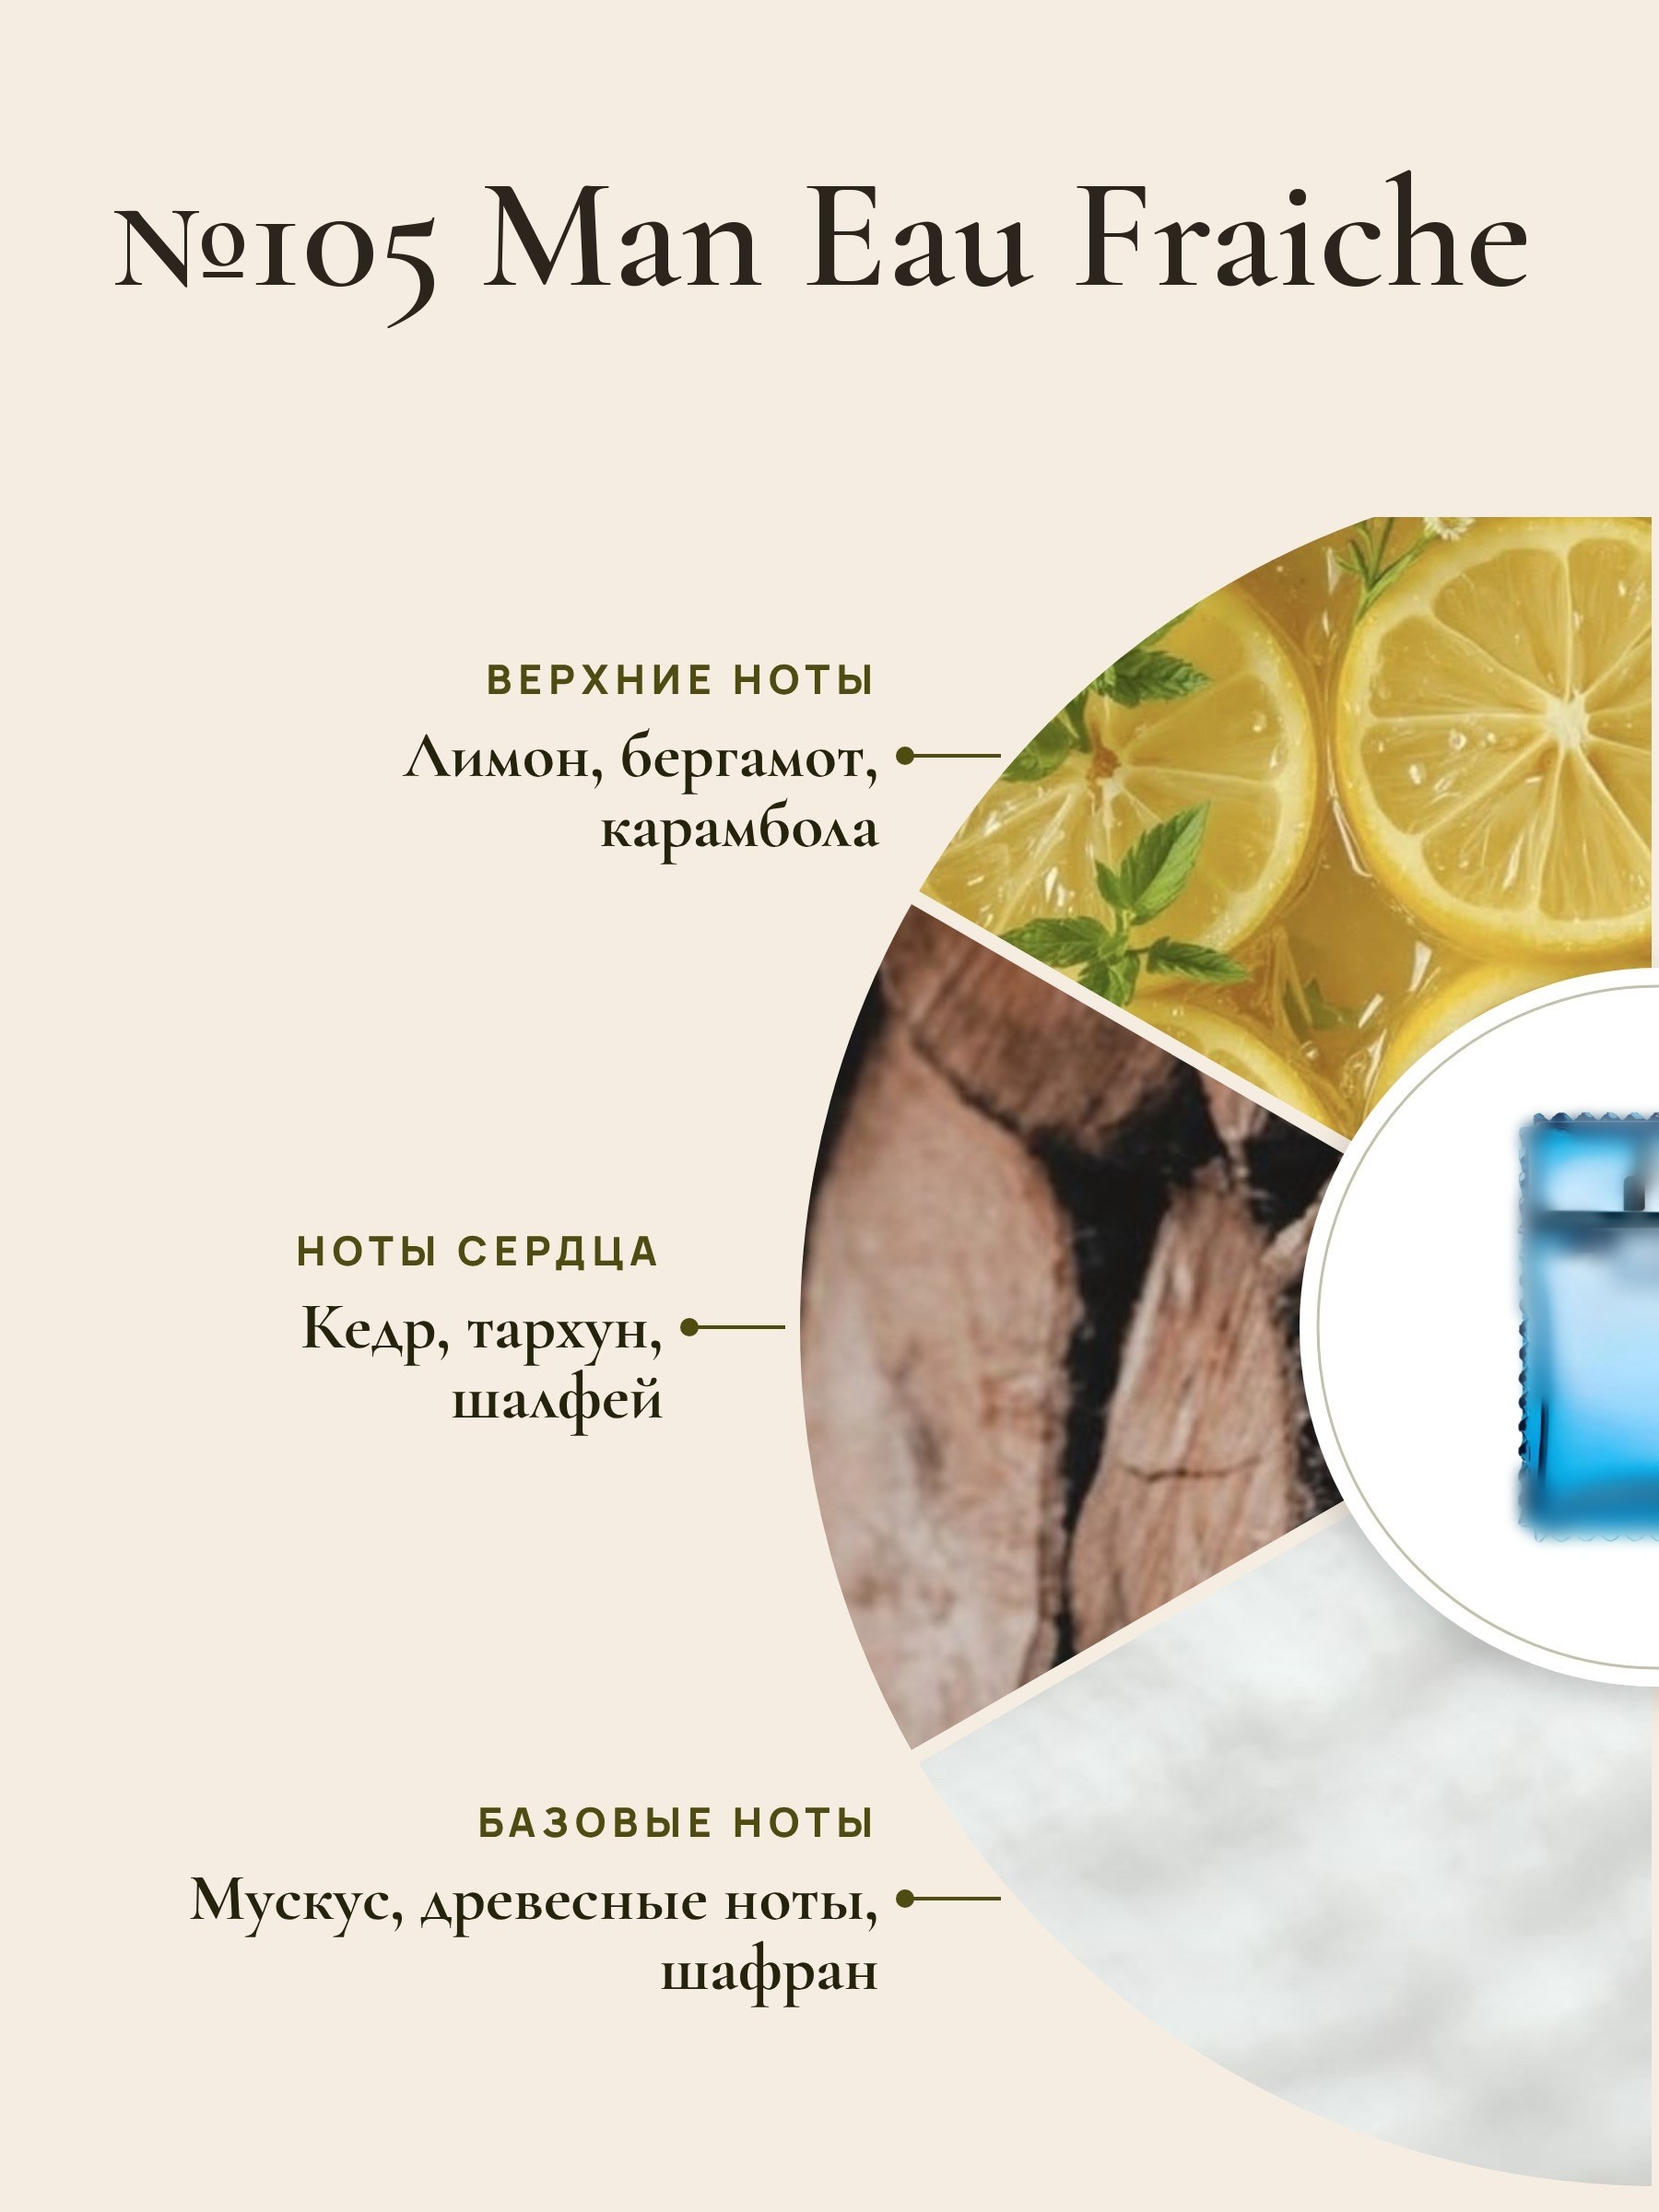 №105 Man Eau Fraiche
ВЕРХНИЕ НОТЫ
Лимон, бергамот,
карамбола
НОТЫ СЕРДЦА
Кедр, тархун,
шалфей
БАЗОВЫЕ НОТЫ
Мускус, древесные ноты,
шафран